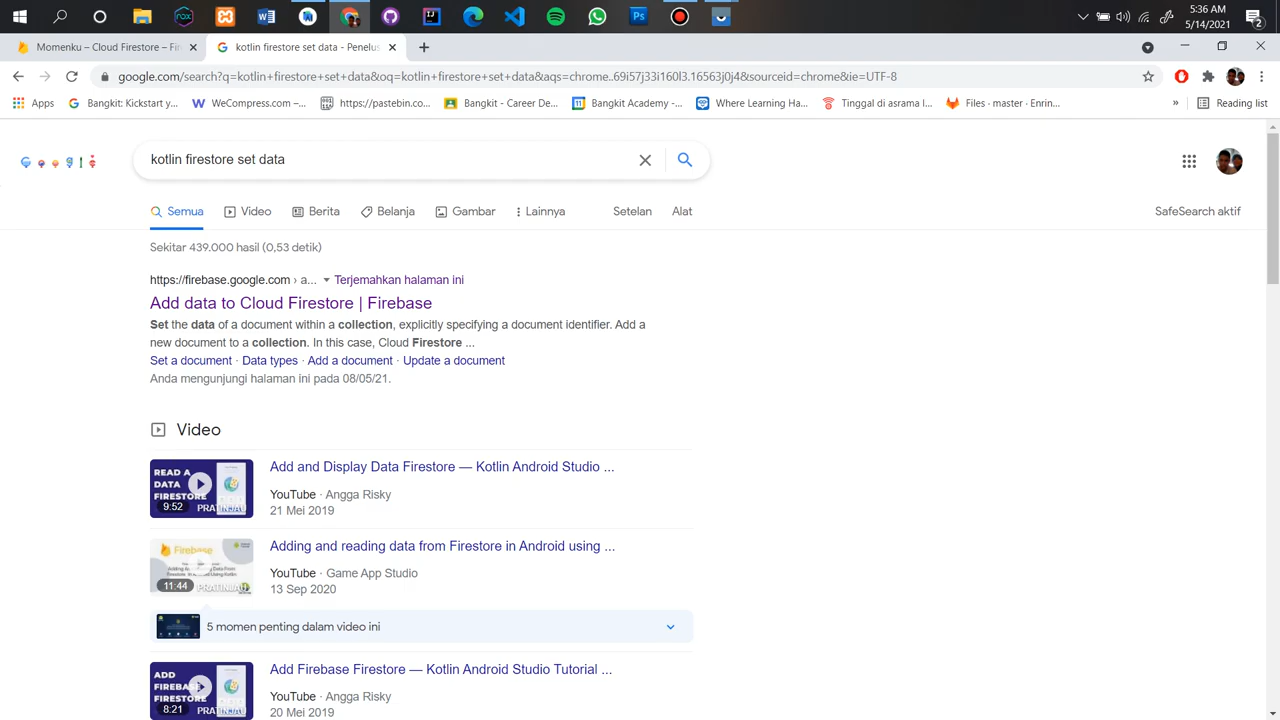 5:36 AM
5/14/2021
2
Momenku – Cloud Firestore – Fi
kotlin firestore set data - Penelus
google.com/search?q=kotlin+firestore+set+data&oq=kotlin+firestore+set+data&aqs=chrome..69i57j33i160l3.16563j0j4&sourceid=chrome&ie=UTF-8
Apps Bangkit: Kickstart y... WeCompress.com –... https://pastebin.co... Bangkit - Career De... Bangkit Academy -... Where Learning Ha... Tinggal di asrama l... Files · master · Enrin... » Reading list
kotlin firestore set data
Semua Video Berita Belanja Gambar Lainnya Setelan Alat SafeSearch aktif
Sekitar 439.000 hasil (0,53 detik)
https://firebase.google.com › a... Terjemahkan halaman ini
Add data to Cloud Firestore | Firebase
Set the data of a document within a collection, explicitly specifying a document identifier. Add a
new document to a collection. In this case, Cloud Firestore ...
Set a document · Data types · Add a document · Update a document
Anda mengunjungi halaman ini pada 08/05/21.
Video
READ A
DATA
FIRESTORE
9:52
Add and Display Data Firestore — Kotlin Android Studio ...
YouTube · Angga Risky
21 Mei 2019
Firebase
11:44
Adding and reading data from Firestore in Android using ...
YouTube · Game App Studio
13 Sep 2020
5 momen penting dalam video ini
ADD
FIREBASE
FIRESTORE
8:21
Add Firebase Firestore — Kotlin Android Studio Tutorial ...
YouTube · Angga Risky
20 Mei 2019